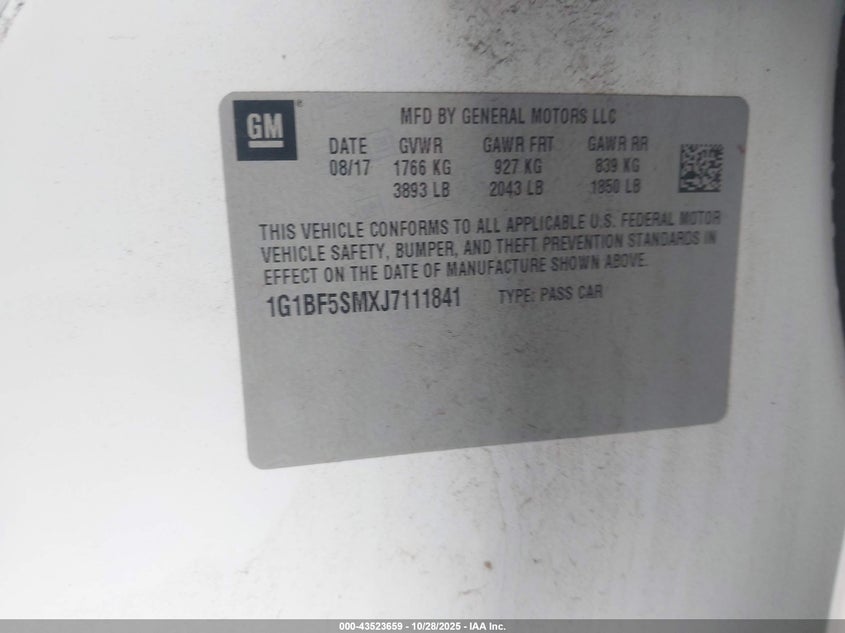 GM
MFD BY GENERAL MOTORS LLC
DATE GVWR GAWR FRT GAWR RR
08/17 1766 KG 927 KG 839 KG
3893 LB 2043 LB 1850 LB
THIS VEHICLE CONFORMS TO ALL APPLICABLE U.S. FEDERAL MOTOR
VEHICLE SAFETY, BUMPER, AND THEFT PREVENTION STANDARDS IN
EFFECT ON THE DATE OF MANUFACTURE SHOWN ABOVE.
1G1BF5SMXJ7111841 TYPE: PASS CAR
000-43523659 | 10/28/2025 - IAA Inc.